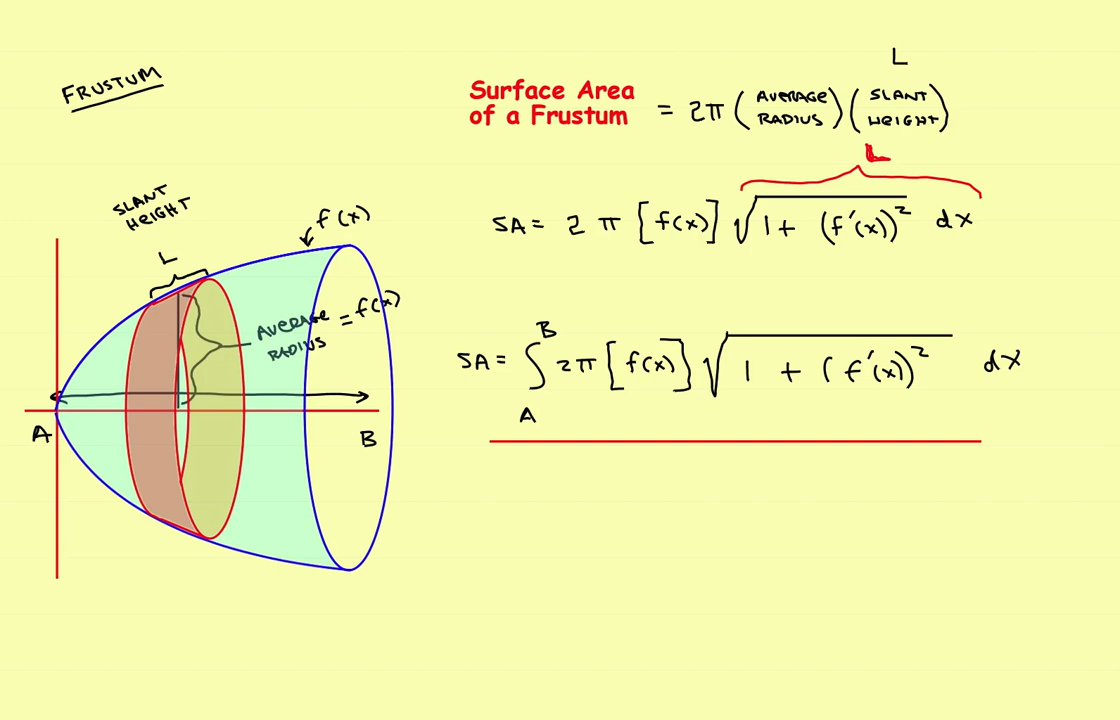 FRUSTUM
L
Surface Area
of a Frustum = 2π (AVERAGE RADIUS) (SLANT HEIGHT)
L
SA = 2 π [f(x)] √1 + (f'(x))² dx
SLANT
HEIGHT
L
f(x)
AVERAGE
RADIUS = f(x)
SA = ∫_A^B 2π [f(x)] √1 + (f'(x))² dx
A
B